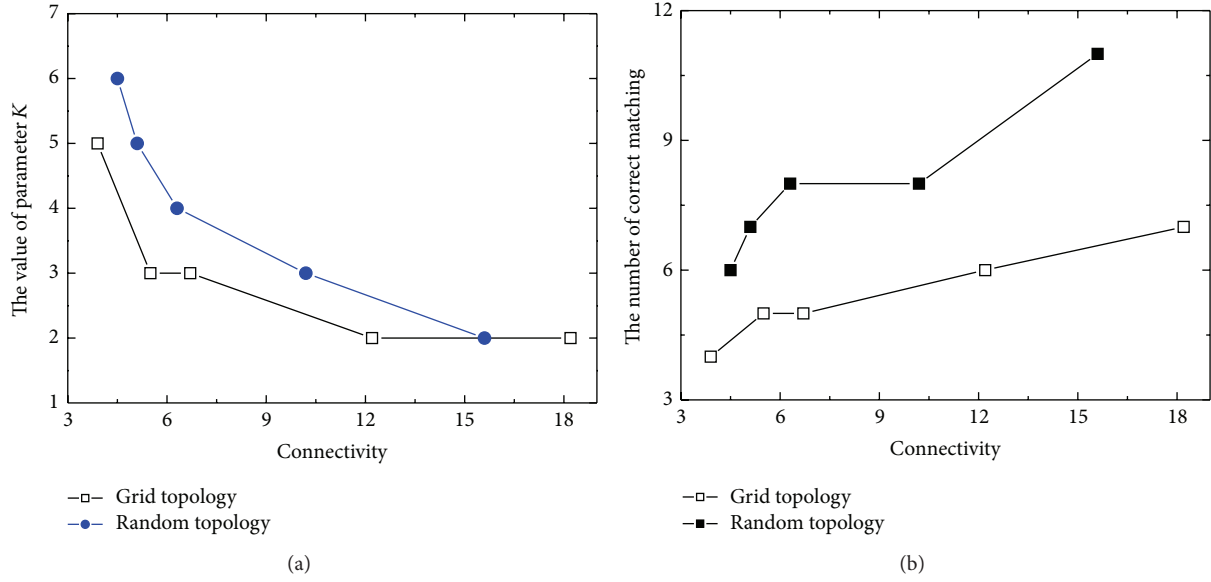 The value of parameter K
7
6
5
4
3
2
1
3
6
9
12
15
18
Connectivity
Grid topology
Random topology
(a)
The number of correct matching
12
9
6
3
3
6
9
12
15
18
Connectivity
Grid topology
Random topology
(b)